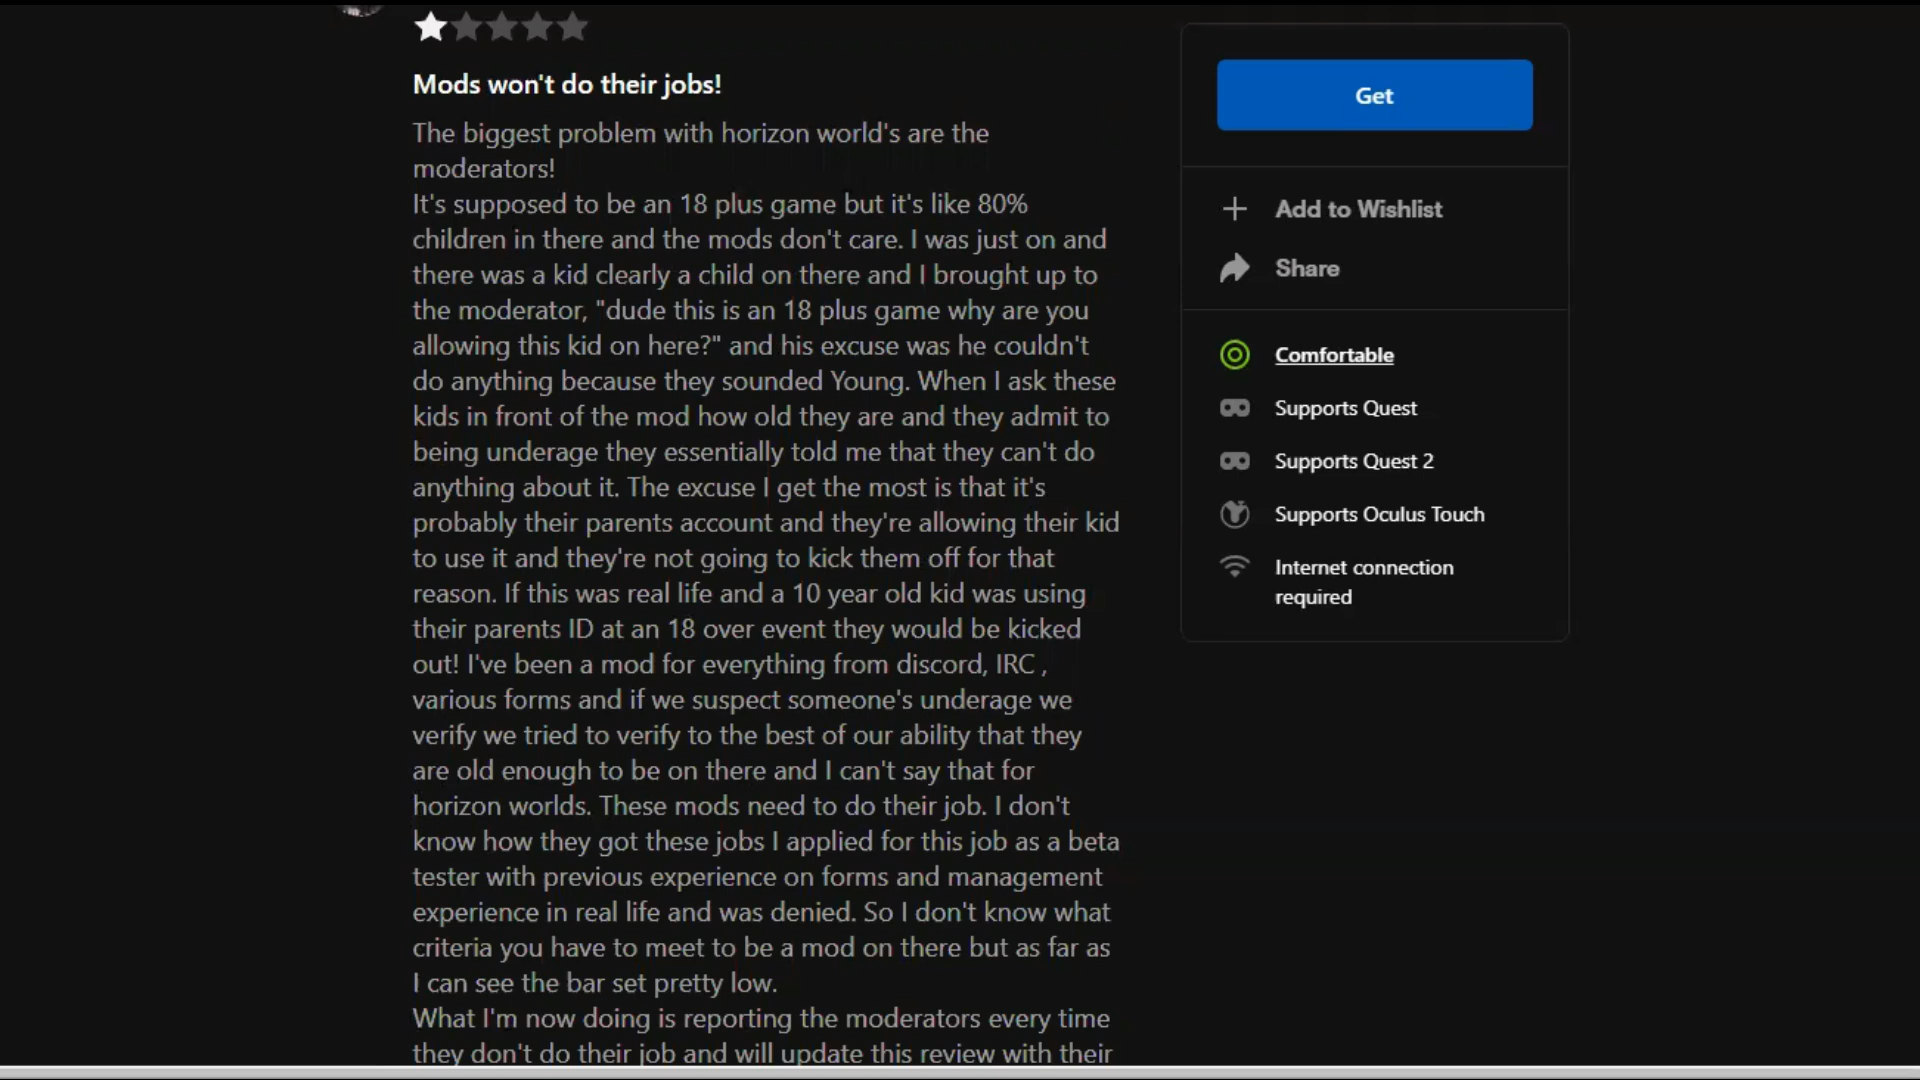 Mods won't do their jobs!
The biggest problem with horizon world's are the
moderators!
It's supposed to be an 18 plus game but it's like 80%
children in there and the mods don't care. I was just on and
there was a kid clearly a child on there and I brought up to
the moderator, "dude this is an 18 plus game why are you
allowing this kid on here?" and his excuse was he couldn't
do anything because they sounded Young. When I ask these
kids in front of the mod how old they are and they admit to
being underage they essentially told me that they can't do
anything about it. The excuse I get the most is that it's
probably their parents account and they're allowing their kid
to use it and they're not going to kick them off for that
reason. If this was real life and a 10 year old kid was using
their parents ID at an 18 over event they would be kicked
out! I've been a mod for everything from discord, IRC ,
various forms and if we suspect someone's underage we
verify we tried to verify to the best of our ability that they
are old enough to be on there and I can't say that for
horizon worlds. These mods need to do their job. I don't
know how they got these jobs I applied for this job as a beta
tester with previous experience on forms and management
experience in real life and was denied. So I don't know what
criteria you have to meet to be a mod on there but as far as
I can see the bar set pretty low.
What I'm now doing is reporting the moderators every time
they don't do their job and will update this review with their
Get
Add to Wishlist
Share
Comfortable
Supports Quest
Supports Quest 2
Supports Oculus Touch
Internet connection
required